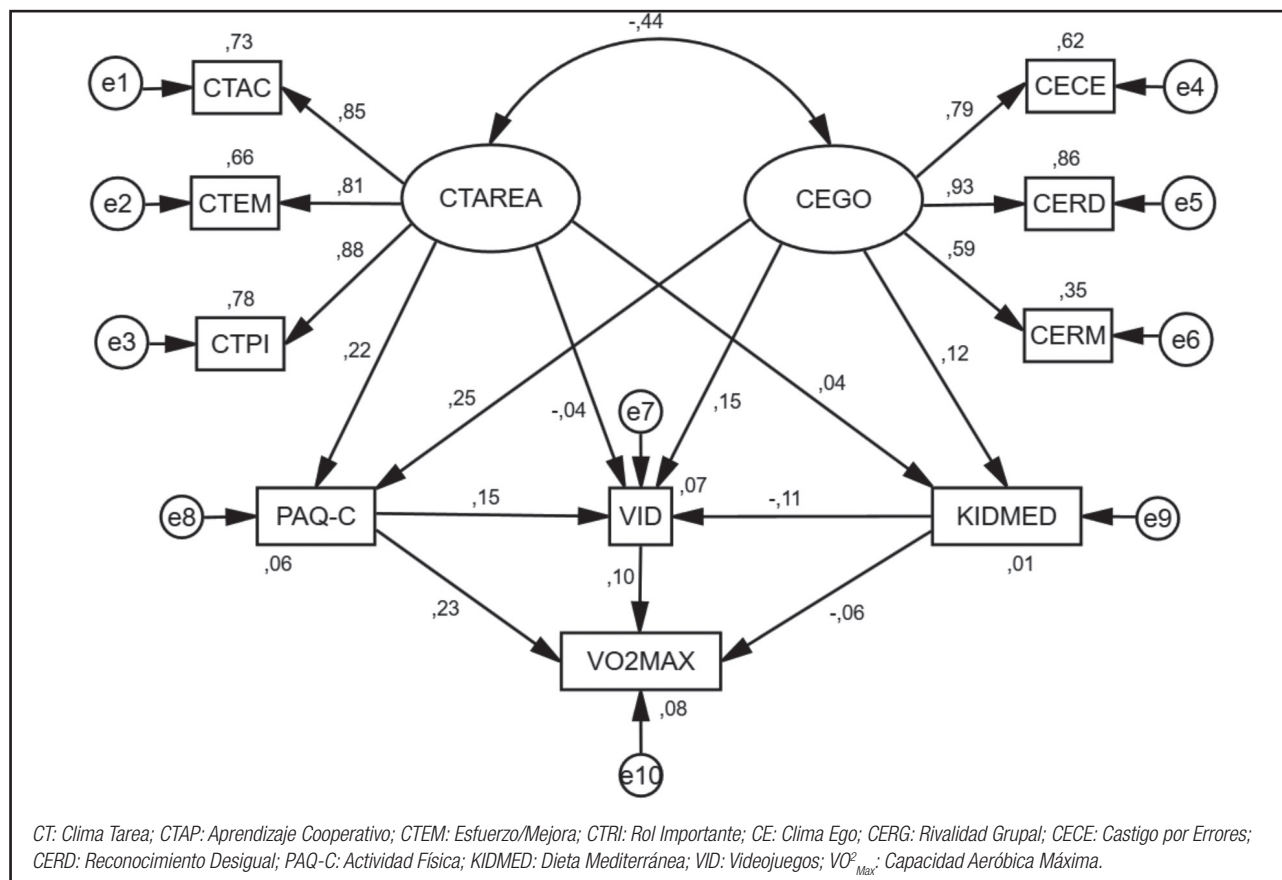 -,44
,73
,62
e1
CTAC
CECE
e4
,85
,79
,66
,86
e2
CTEM
,81
CTAREA
CEGO
,93
CERD
e5
,88
,59
,78
,35
e3
CTPI
CERM
e6
,22
,25
-,04
e7
,15
,04
,12
e8
PAQ-C
,15
VID
,07
-,11
KIDMED
e9
,06
,01
,10
,23
-,06
VO2MAX
,08
e10
CT: Clima Tarea; CTAP: Aprendizaje Cooperativo; CTEM: Esfuerzo/Mejora; CTRI: Rol Importante; CE: Clima Ego; CERG: Rivalidad Grupal; CECE: Castigo por Errores;
CERD: Reconocimiento Desigual; PAQ-C: Actividad Física; KIDMED: Dieta Mediterránea; VID: Videojuegos; VO²Max: Capacidad Aeróbica Máxima.